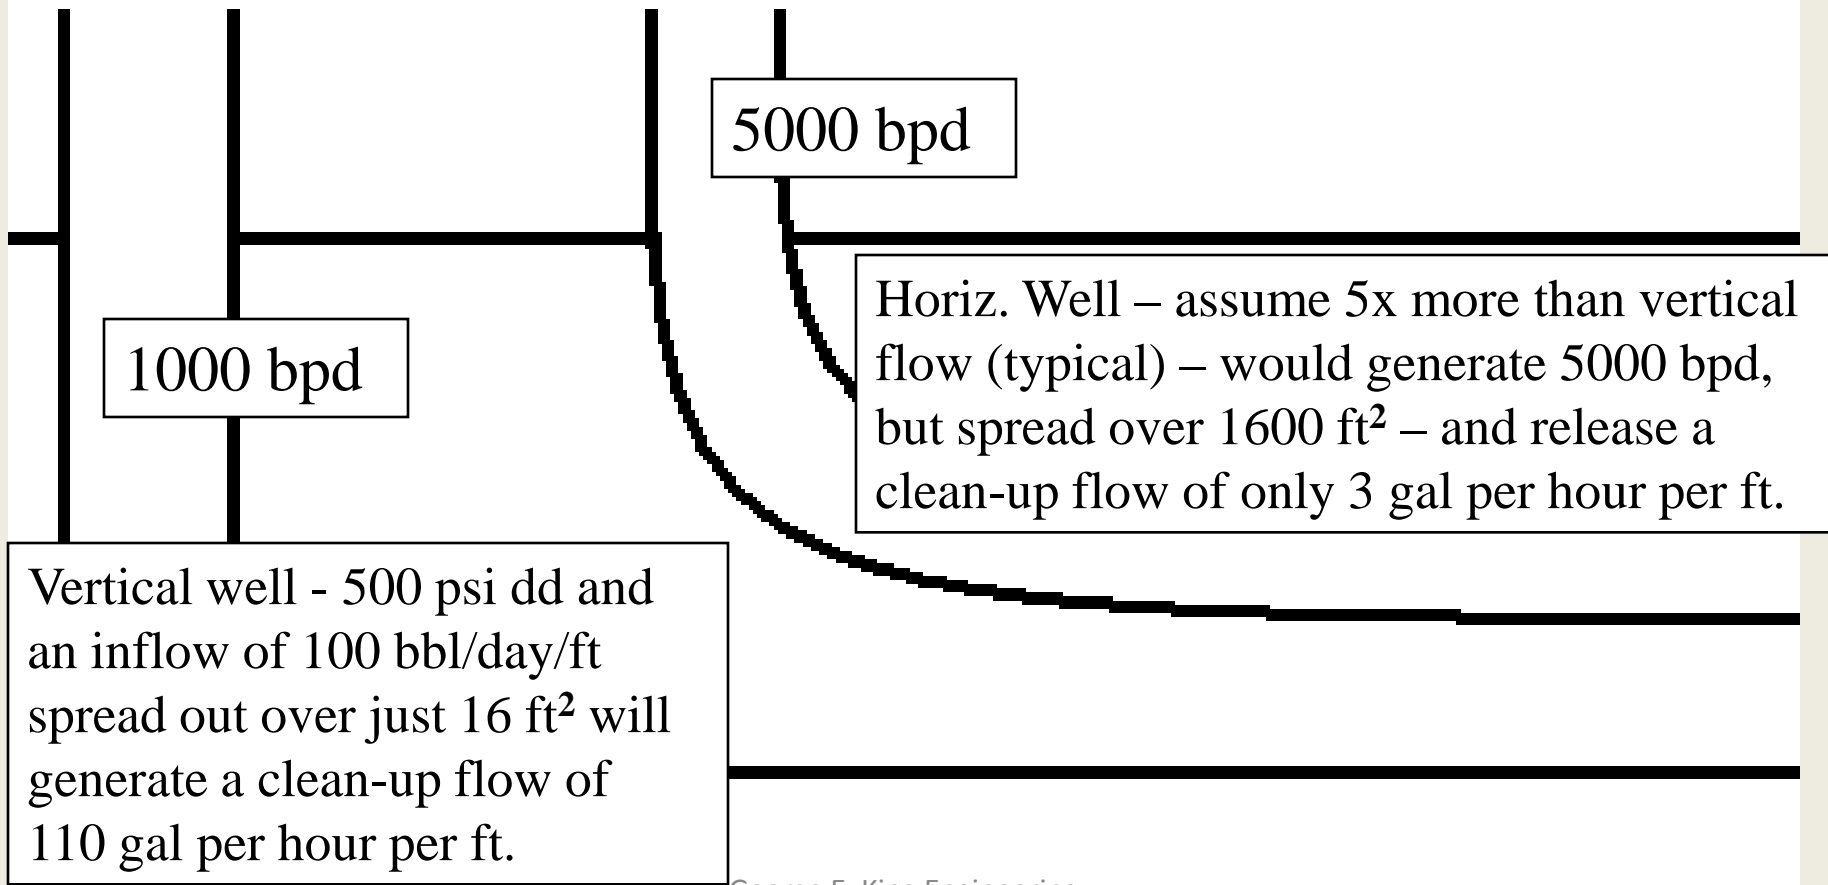 5000 bpd
Horiz. Well – assume 5x more than vertical
flow (typical) – would generate 5000 bpd,
but spread over 1600 ft² – and release a
clean-up flow of only 3 gal per hour per ft.
1000 bpd
Vertical well - 500 psi dd and
an inflow of 100 bbl/day/ft
spread out over just 16 ft² will
generate a clean-up flow of
110 gal per hour per ft.
George E. King Engineering